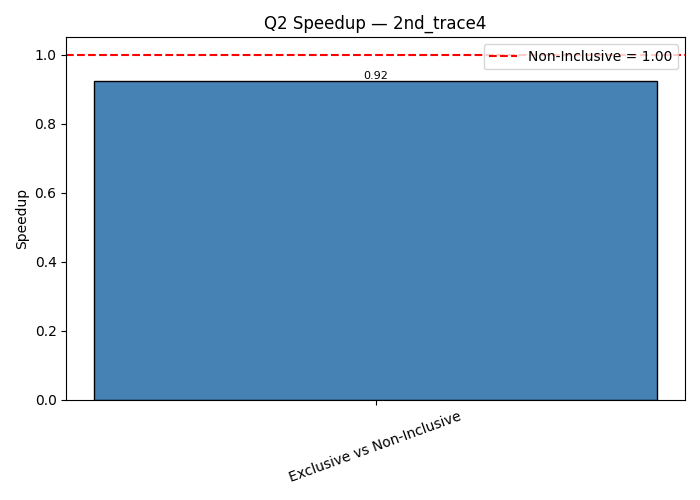 Q2 Speedup — 2nd_trace4
Non-Inclusive = 1.00
0.92
1.0
0.8
0.6
0.4
0.2
0.0
Speedup
Exclusive vs Non-Inclusive